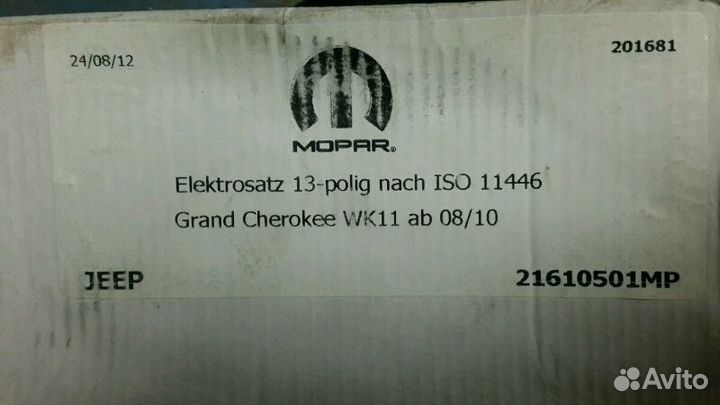 24/08/12
201681
MOPAR®
Elektrosatz 13-polig nach ISO 11446
Grand Cherokee WK11 ab 08/10
JEEP
21610501MP
Avito